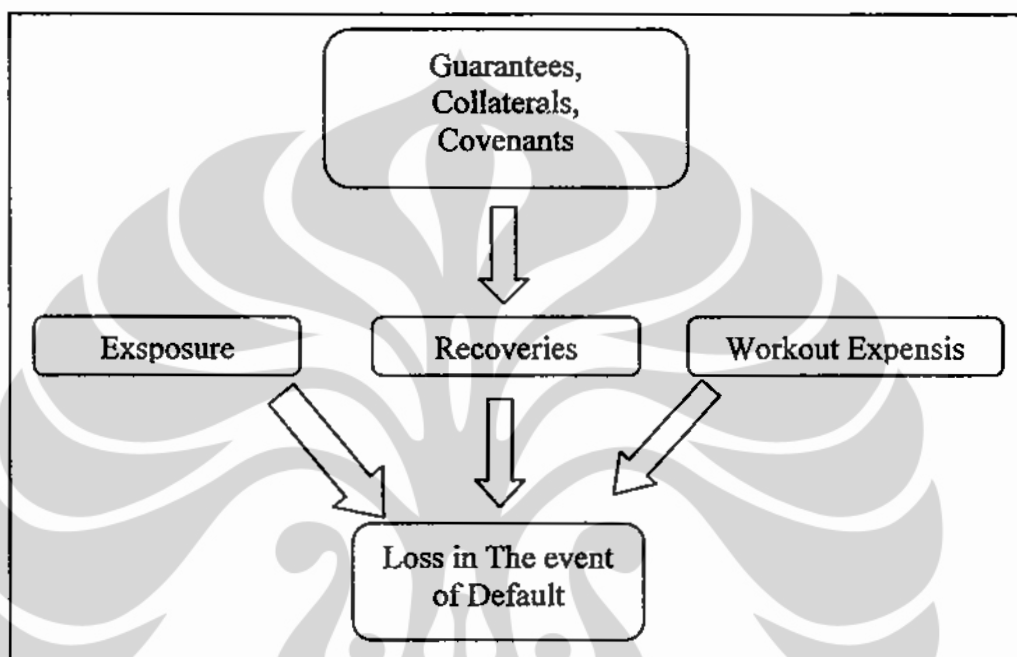 Guarantees,
Collaterals,
Covenants
Exsposure
Recoveries
Workout Expensis
Loss in The event
of Default